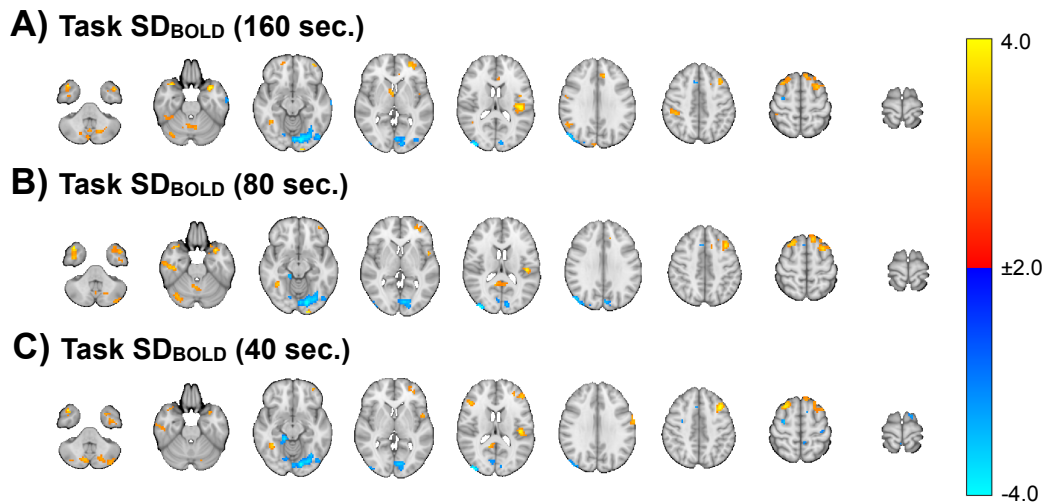 A) Task SDBOLD (160 sec.)
4.0
B) Task SDBOLD (80 sec.)
±2.0
C) Task SDBOLD (40 sec.)
-4.0